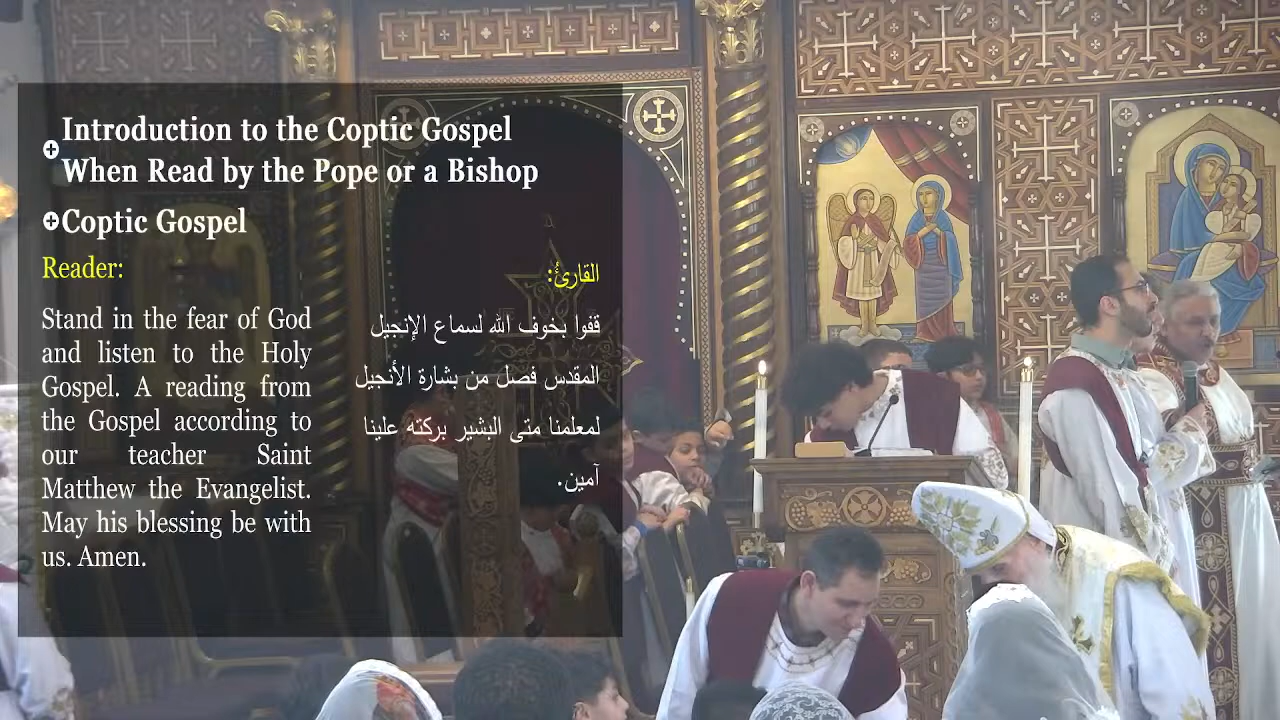 Introduction to the Coptic Gospel
When Read by the Pope or a Bishop
Coptic Gospel
Reader:
Stand in the fear of God
and listen to the Holy
Gospel. A reading from
the Gospel according to
our teacher Saint
Matthew the Evangelist.
May his blessing be with
us. Amen.
القارئ:
قفوا بخوف الله لسماع الإنجيل
المقدس فصل من بشارة الأنجيل
لمعلمنا متى البشير بركته علينا
آمين.